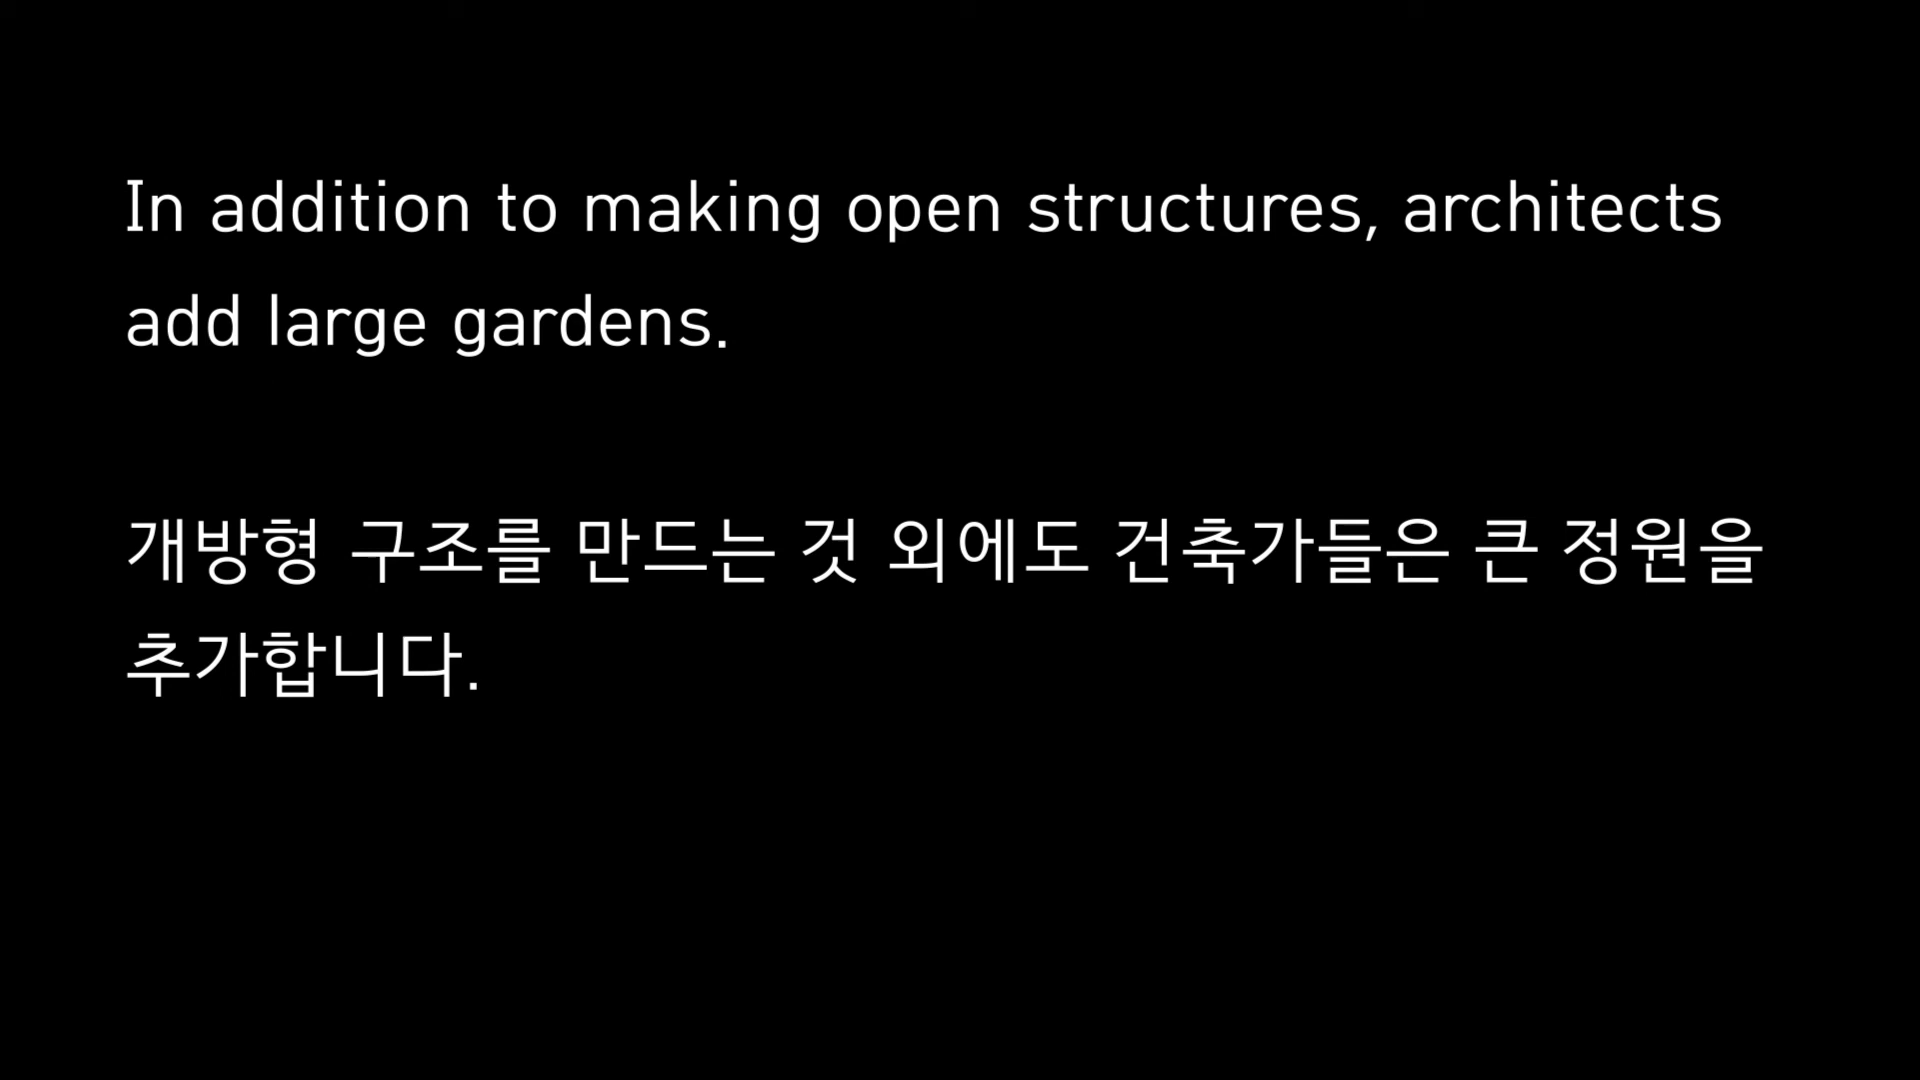 In addition to making open structures, architects
add large gardens.
개방형 구조를 만드는 것 외에도 건축가들은 큰 정원을
추가합니다.